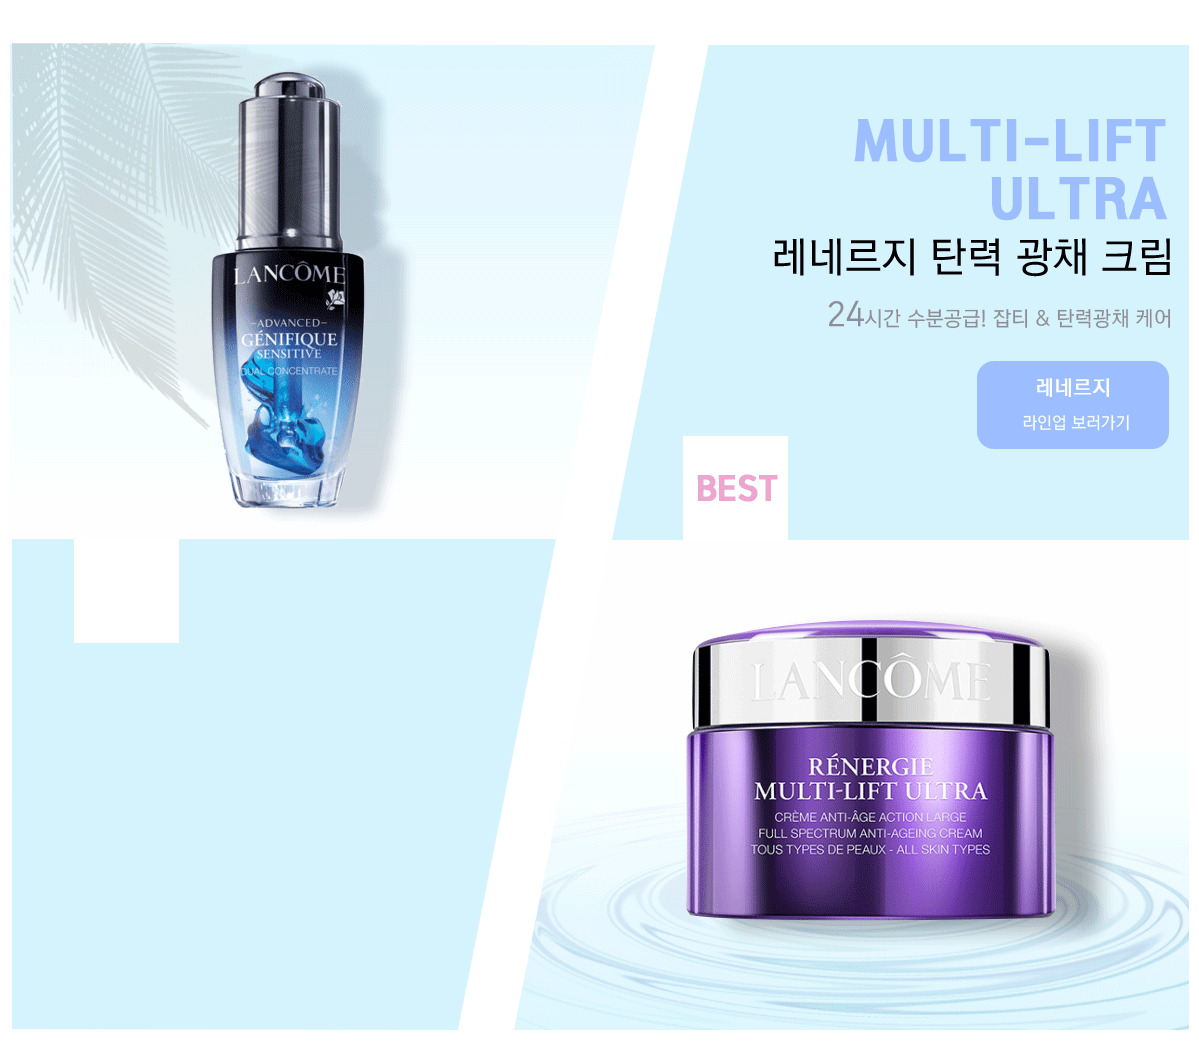 LANCÔME
-ADVANCED-
GÉNIFIQUE
SENSITIVE
DUAL CONCENTRATE
MULTI-LIFT
ULTRA
레네르지 탄력 광채 크림
24시간 수분공급! 잡티 & 탄력광채 케어
레네르지
라인업 보러가기
BEST
LANCÔME
RÉNERGIE
MULTI-LIFT ULTRA
CRÈME ANTI-ÂGE ACTION LARGE
FULL SPECTRUM ANTI-AGEING CREAM
TOUS TYPES DE PEAUX - ALL SKIN TYPES